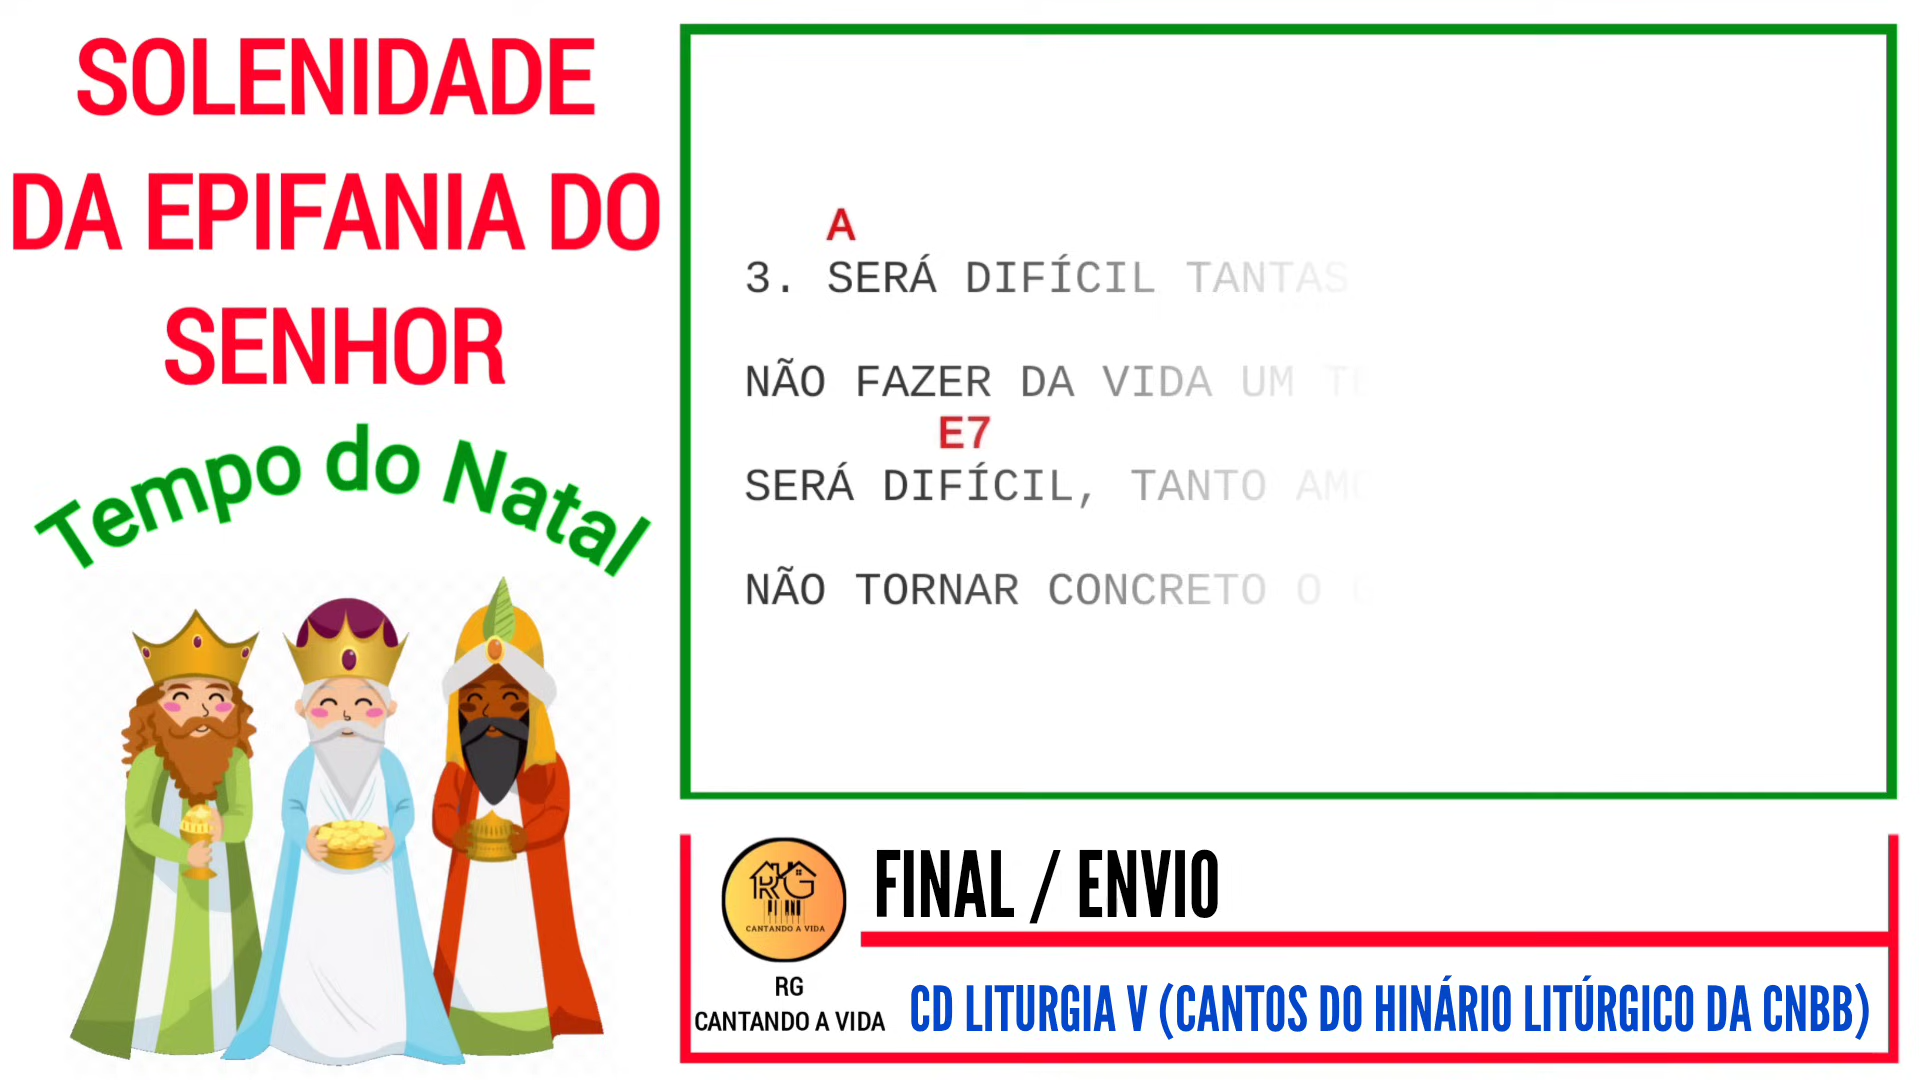 SOLENIDADE
DA EPIFANIA DO
SENHOR
Tempo do Natal
A
3. SERÁ DIFÍCIL TANTAS
NÃO FAZER DA VIDA UM
E7
SERÁ DIFÍCIL, TANTO
NÃO TORNAR CONCRETO O
RG
CANTANDO A VIDA
FINAL / ENVIO
RG
CANTANDO A VIDA
CD LITURGIA V (CANTOS DO HINÁRIO LITÚRGICO DA CNBB)